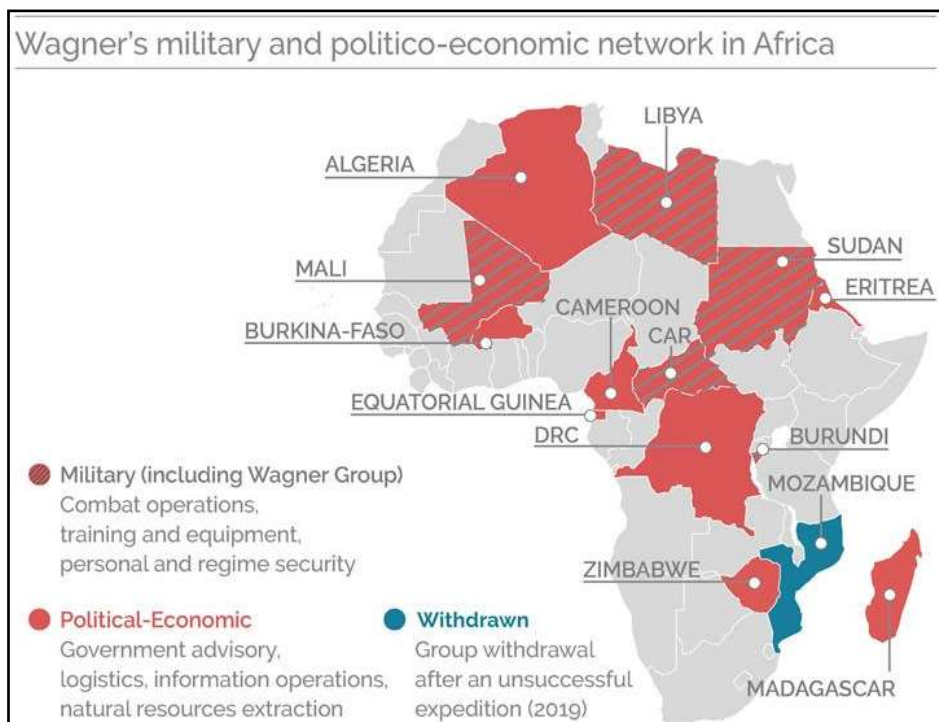 Wagner's military and politico-economic network in Africa
LIBYA
ALGERIA
SUDAN
MALI
ERITREA
CAMEROON
BURKINA-FASO
CAR
EQUATORIAL GUINEA
DRC
BURUNDI
MOZAMBIQUE
ZIMBABWE
MADAGASCAR
Military (including Wagner Group)
Combat operations,
training and equipment,
personal and regime security
Political-Economic
Government advisory,
logistics, information operations,
natural resources extraction
Withdrawn
Group withdrawal
after an unsuccessful
expedition (2019)